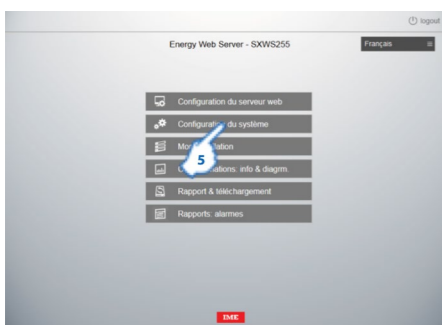 logout
Energy Web Server - SXWS255
Français
Configuration du serveur web
Configuration du système
5
info & diagrm.
Rapport & téléchargement
Rapports: alarmes
IME